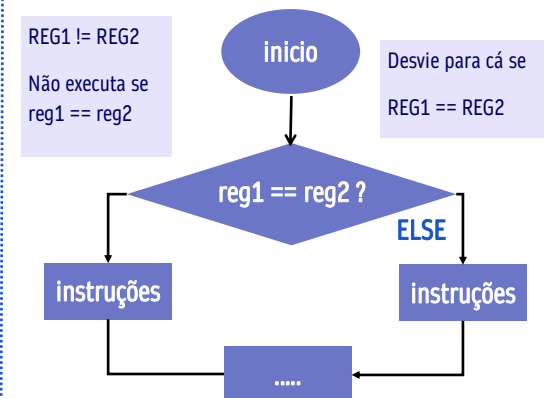 REG1 != REG2
Não executa se
reg1 == reg2
inicio
Desvie para cá se
REG1 == REG2
reg1 == reg2 ?
ELSE
instruções
instruções
.....